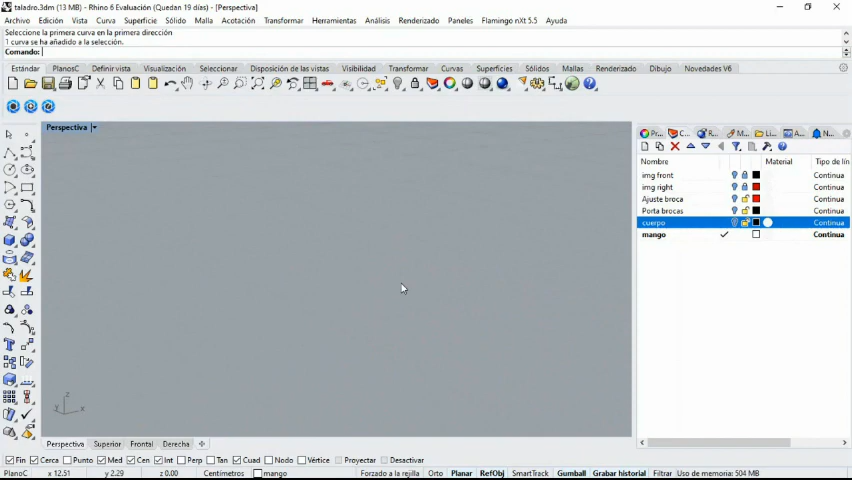 taladro.3dm (13 MB) - Rhino 6 Evaluación (Quedan 19 días) - [Perspectiva]
Archivo Edición Vista Curva Superficie Sólido Malla Acotación Transformar Herramientas Análisis Renderizado Paneles Flamingo nXt 5.5 Ayuda
Seleccione la primera curva en la primera dirección
1 curva se ha añadido a la selección.
Comando:
Estándar PlanosC Definir vista Visualización Seleccionar Disposición de las vistas Visibilidad Transformar Curvas Superficies Sólidos Mallas Renderizado Dibujo Novedades V6
Perspectiva
Pr... C... R... M... Li... A... N...
Nombre Material Tipo de lín
img front Continua
img right Continua
Ajuste broca Continua
Porta brocas Continua
cuerpo Continua
mango Continua
z
y x
Perspectiva Superior Frontal Derecha
Fin Cerca Punto Med Cen Int Perp Tan Cuad Nodo Vértice Proyectar Desactivar
PlanoC x 12.51 y 2.29 z 0.00 Centímetros mango Forzado a la rejilla Orto Planar RefObj SmartTrack Gumball Grabar historial Filtrar Uso de memoria: 504 MB